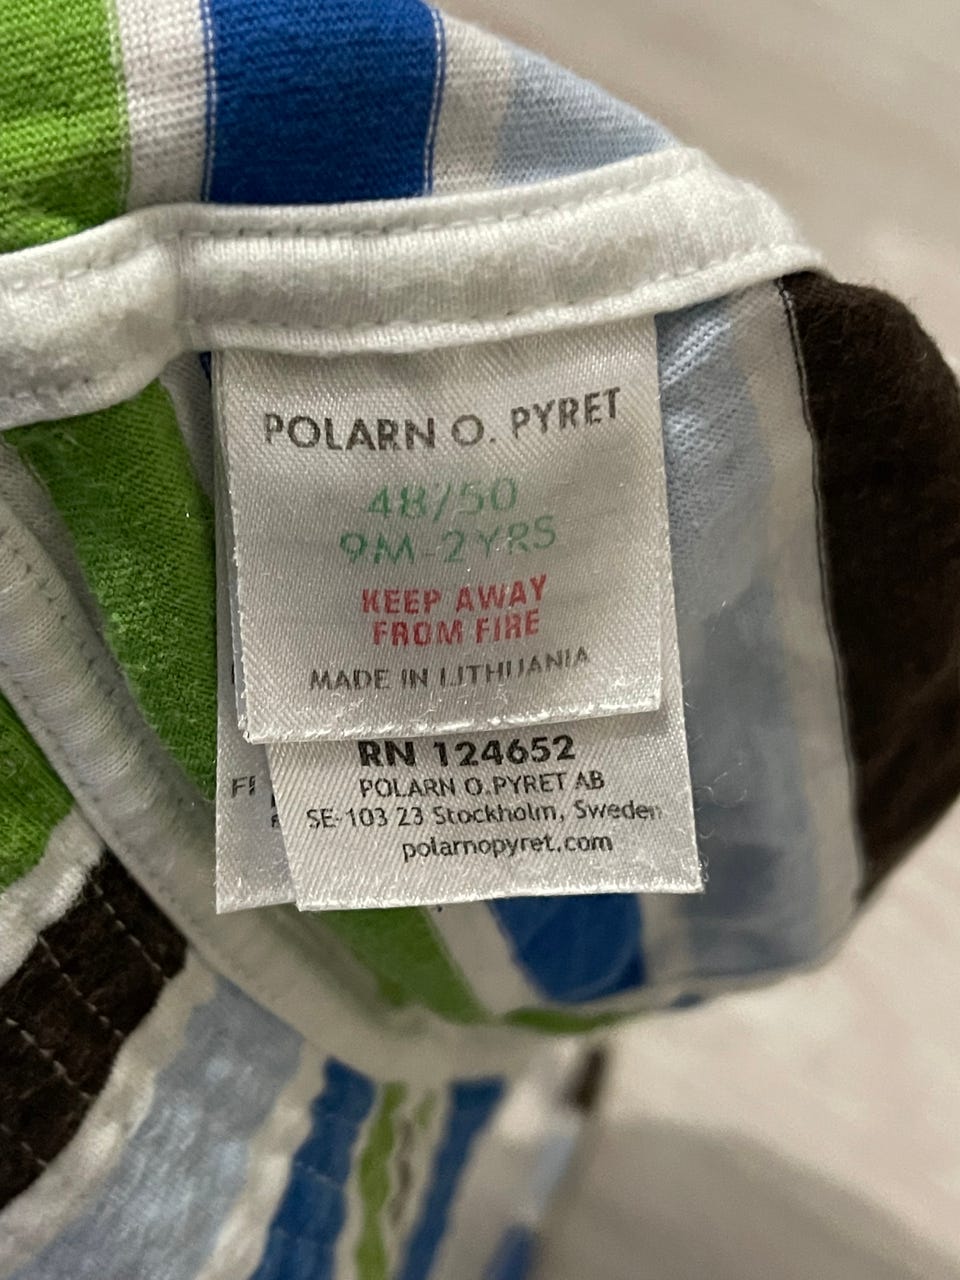 POLARN O. PYRET
48/50
9M-2YRS
KEEP AWAY
FROM FIRE
MADE IN LITHUANIA
RN 124652
POLARN O.PYRET AB
SE-103 23 Stockholm, Sweden
polarnopyret.com